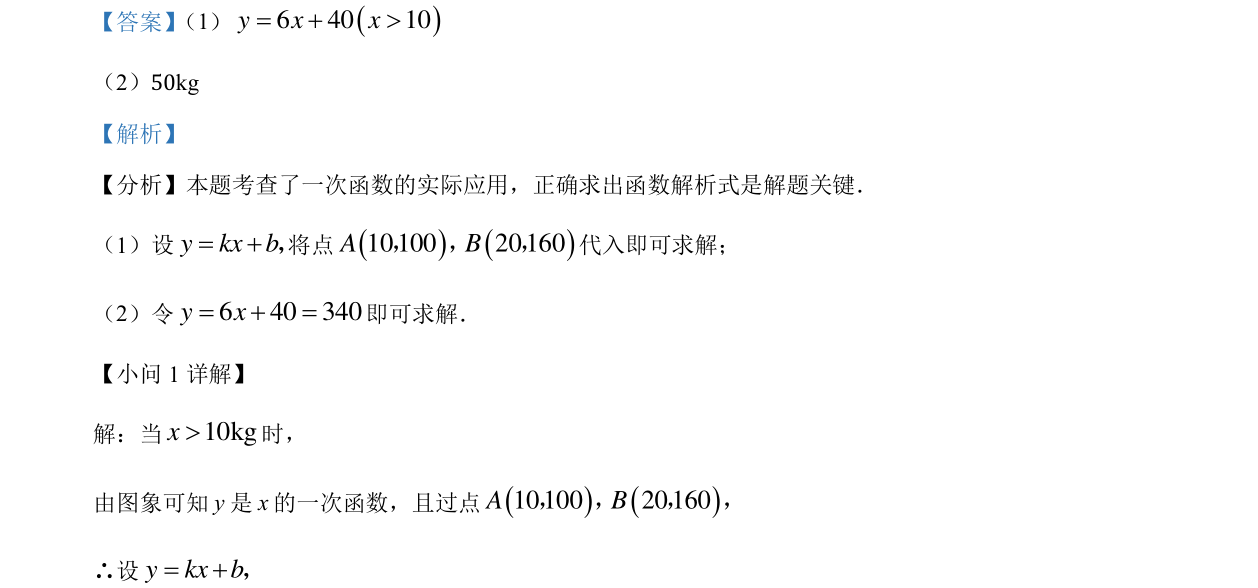 【答案】（1）y＝6x＋40(x＞10)
（2）50kg
【解析】
【分析】本题考查了一次函数的实际应用，正确求出函数解析式是解题关键．
（1）设 y＝kx＋b,将点 A(10,100)，B(20,160)代入即可求解；
（2）令 y＝6x＋40＝340即可求解．
【小问 1 详解】
解：当 x＞10kg 时，
由图象可知 y 是 x 的一次函数，且过点 A(10,100)，B(20,160)，
∴设 y＝kx＋b,